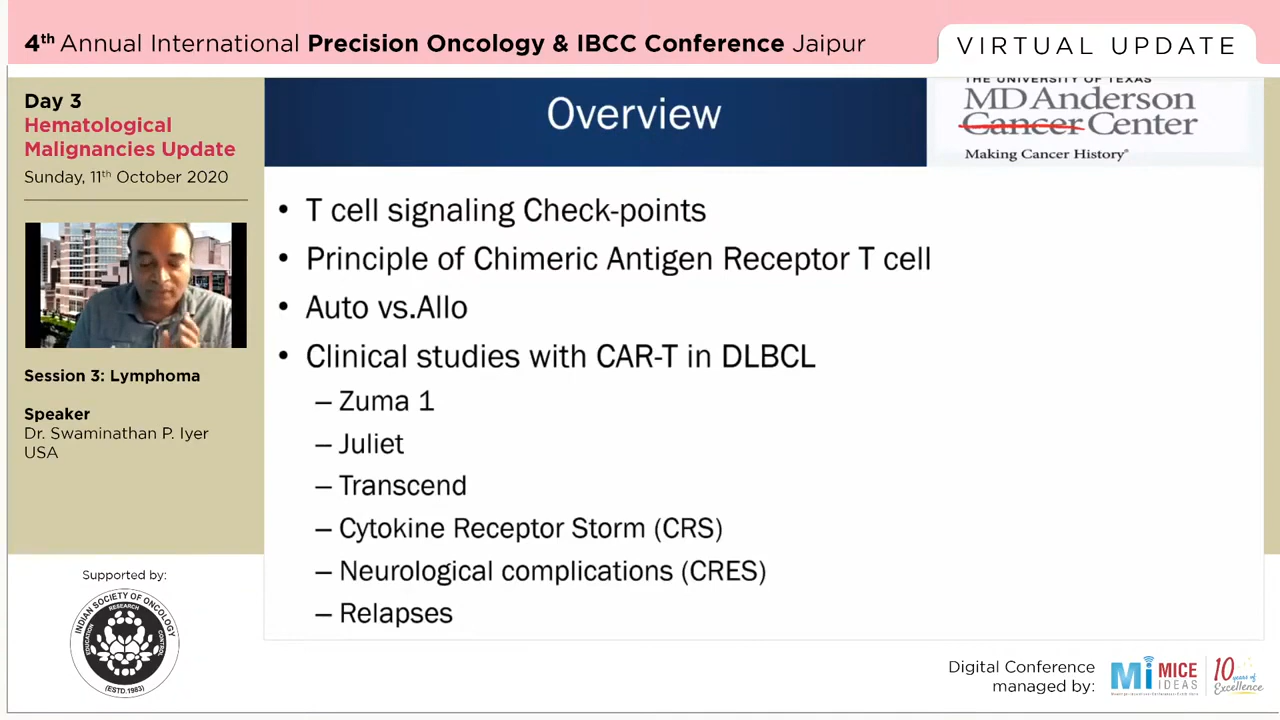 4th Annual International Precision Oncology & IBCC Conference Jaipur
VIRTUAL UPDATE
Day 3
Hematological
Malignancies Update
Sunday, 11th October 2020
Session 3: Lymphoma
Speaker
Dr. Swaminathan P. Iyer
USA
Supported by:
INDIAN SOCIETY OF ONCOLOGY
EDUCATION
RESEARCH
CONTROL
(ESTD.1983)
Overview
THE UNIVERSITY OF TEXAS
MD Anderson
Cancer Center
Making Cancer History®
• T cell signaling Check-points
• Principle of Chimeric Antigen Receptor T cell
• Auto vs.Allo
• Clinical studies with CAR-T in DLBCL
– Zuma 1
– Juliet
– Transcend
– Cytokine Receptor Storm (CRS)
– Neurological complications (CRES)
– Relapses
Digital Conference
managed by:
Mi MICE
IDEAS
10 years of
Excellence